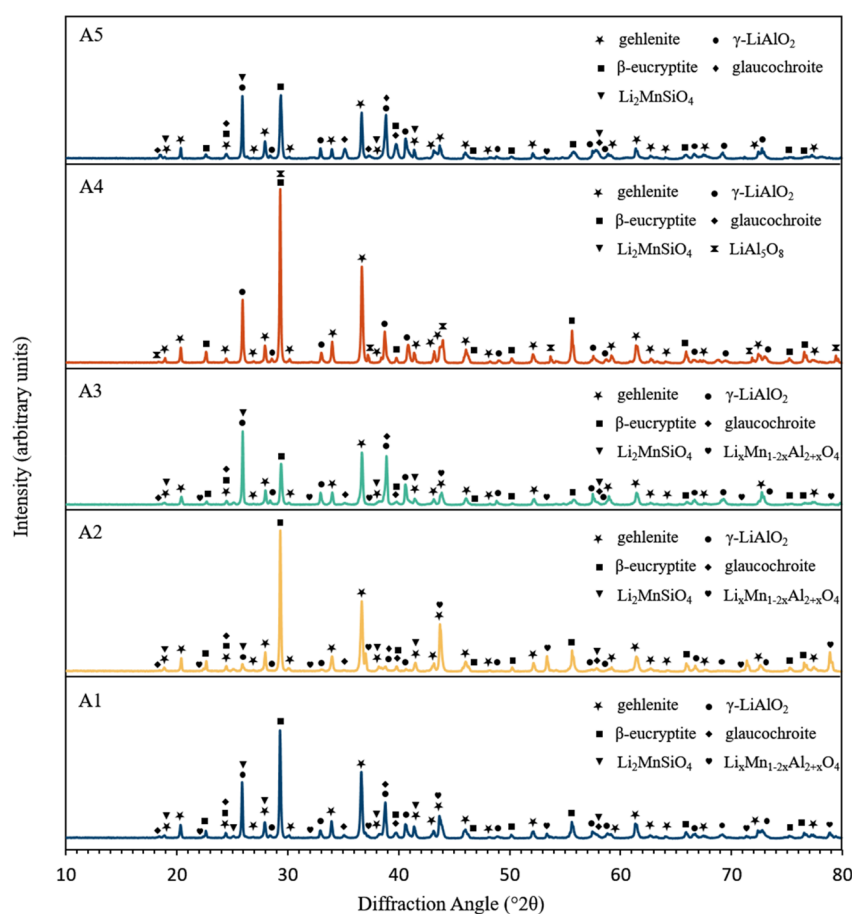 A5
gehlenite γ-LiAlO₂
β-eucryptite glaucochroite
Li₂MnSiO₄
A4
gehlenite γ-LiAlO₂
β-eucryptite glaucochroite
Li₂MnSiO₄ LiAl₅O₈
A3
gehlenite γ-LiAlO₂
β-eucryptite glaucochroite
Li₂MnSiO₄ LiₓMn₁₋₂ₓAl₂₊ₓO₄
A2
gehlenite γ-LiAlO₂
β-eucryptite glaucochroite
Li₂MnSiO₄ LiₓMn₁₋₂ₓAl₂₊ₓO₄
A1
gehlenite γ-LiAlO₂
β-eucryptite glaucochroite
Li₂MnSiO₄ LiₓMn₁₋₂ₓAl₂₊ₓO₄
Intensity (arbitrary units)
10 20 30 40 50 60 70 80
Diffraction Angle (°2θ)